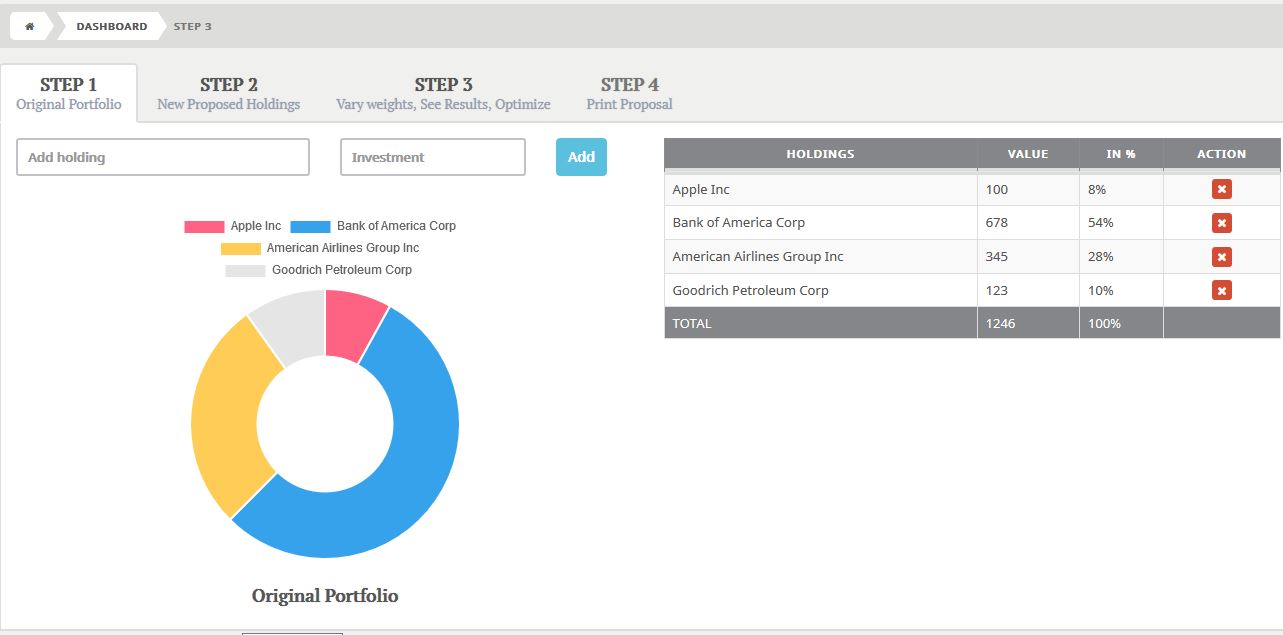 DASHBOARD STEP 3
STEP 1 STEP 2 STEP 3 STEP 4
Original Portfolio New Proposed Holdings Vary weights, See Results, Optimize Print Proposal
Add holding Investment Add
Apple Inc Bank of America Corp
American Airlines Group Inc
Goodrich Petroleum Corp
Original Portfolio
HOLDINGS VALUE IN % ACTION
Apple Inc 100 8%
Bank of America Corp 678 54%
American Airlines Group Inc 345 28%
Goodrich Petroleum Corp 123 10%
TOTAL 1246 100%